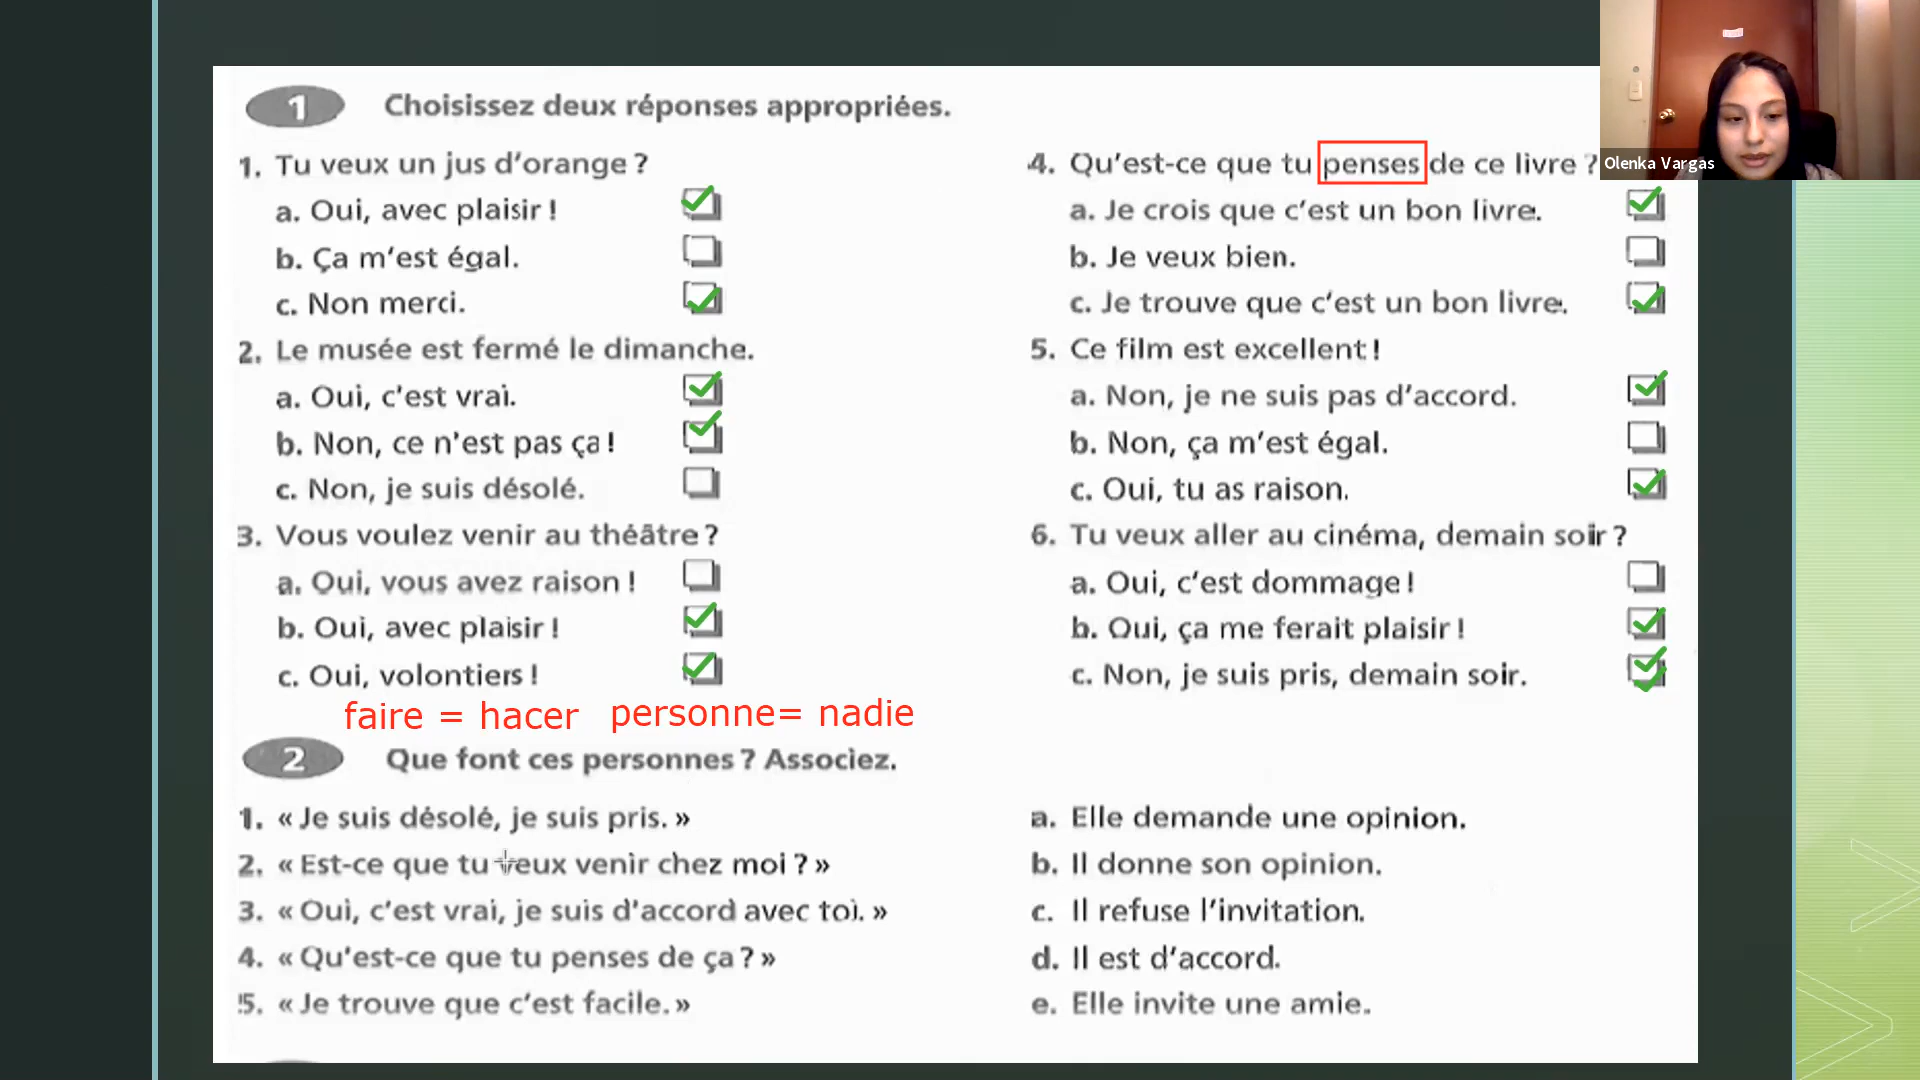 1 Choisissez deux réponses appropriées.
1. Tu veux un jus d'orange ?
a. Oui, avec plaisir !
b. Ça m'est égal.
c. Non merci.
2. Le musée est fermé le dimanche.
a. Oui, c'est vrai.
b. Non, ce n'est pas ça !
c. Non, je suis désolé.
3. Vous voulez venir au théâtre ?
a. Oui, vous avez raison !
b. Oui, avec plaisir !
c. Oui, volontiers !
4. Qu'est-ce que tu penses de ce livre ?
a. Je crois que c'est un bon livre.
b. Je veux bien.
c. Je trouve que c'est un bon livre.
5. Ce film est excellent !
a. Non, je ne suis pas d'accord.
b. Non, ça m'est égal.
c. Oui, tu as raison.
6. Tu veux aller au cinéma, demain soir ?
a. Oui, c'est dommage !
b. Oui, ça me ferait plaisir !
c. Non, je suis pris, demain soir.
faire = hacer personne= nadie
2 Que font ces personnes ? Associez.
1. « Je suis désolé, je suis pris. »
2. « Est-ce que tu veux venir chez moi ? »
3. « Oui, c'est vrai, je suis d'accord avec toi. »
4. « Qu'est-ce que tu penses de ça ? »
5. « Je trouve que c'est facile. »
a. Elle demande une opinion.
b. Il donne son opinion.
c. Il refuse l'invitation.
d. Il est d'accord.
e. Elle invite une amie.
Olenka Vargas